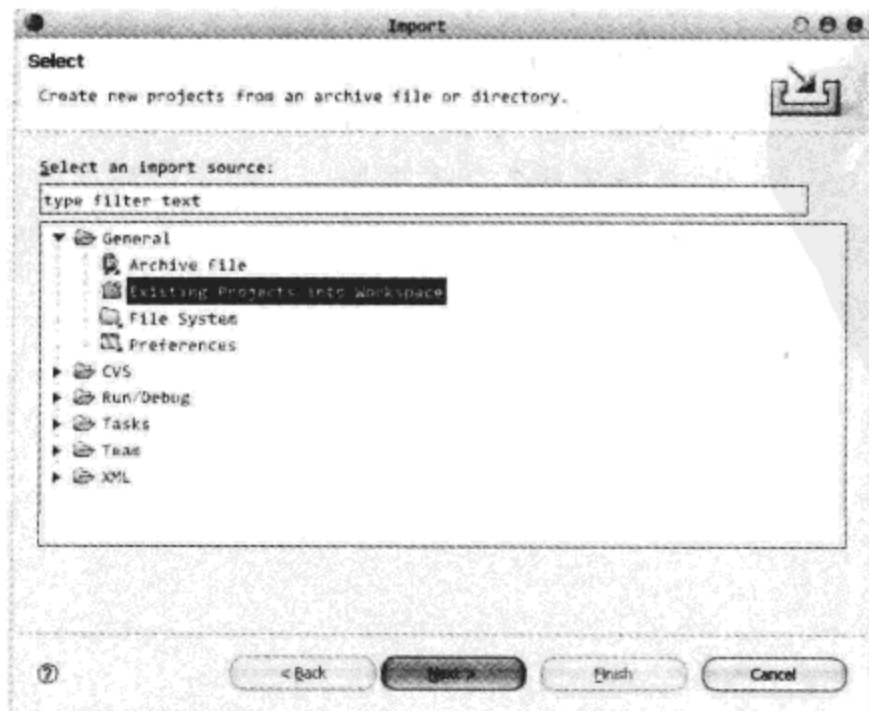 Import
Select
Create new projects from an archive file or directory.
Select an import source:
type filter text
General
Archive File
Existing Projects into Workspace
File System
Preferences
CVS
Run/Debug
Tasks
Team
XML
?
< Back
Next >
Finish
Cancel